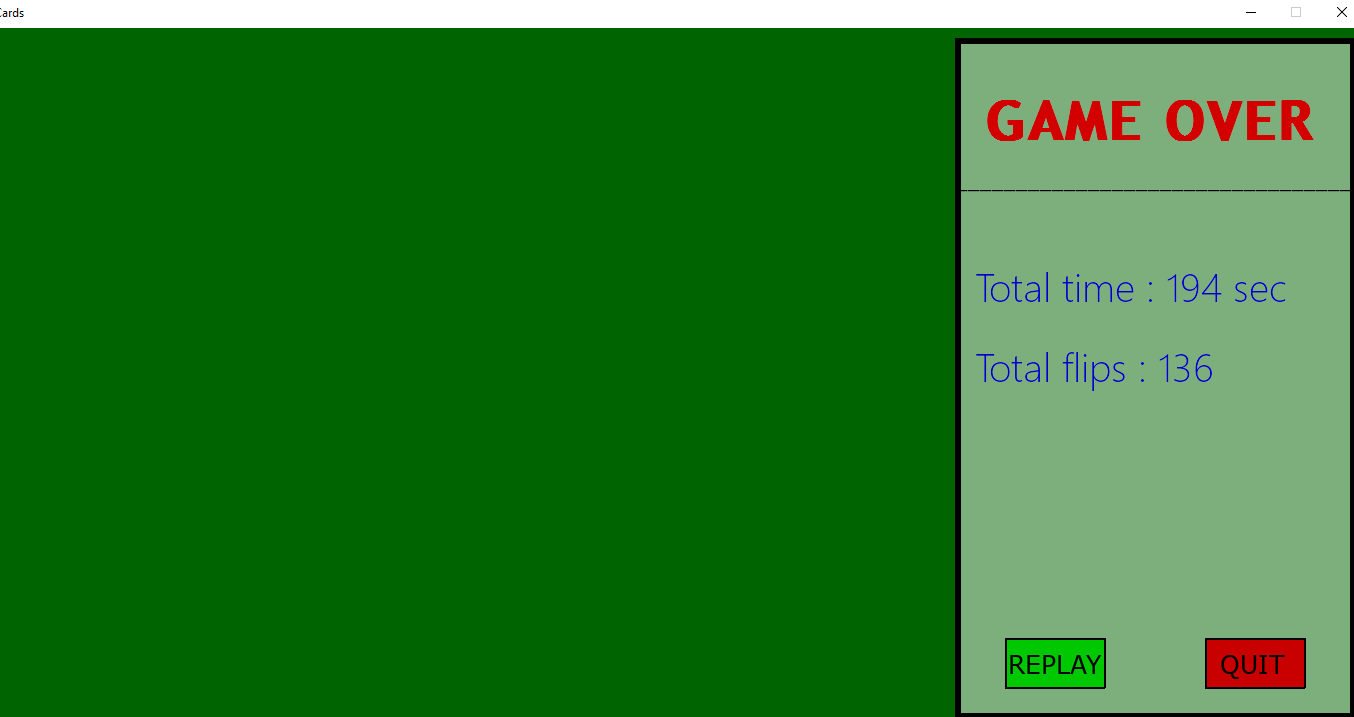 Cards
GAME OVER
Total time : 194 sec
Total flips : 136
REPLAY
QUIT